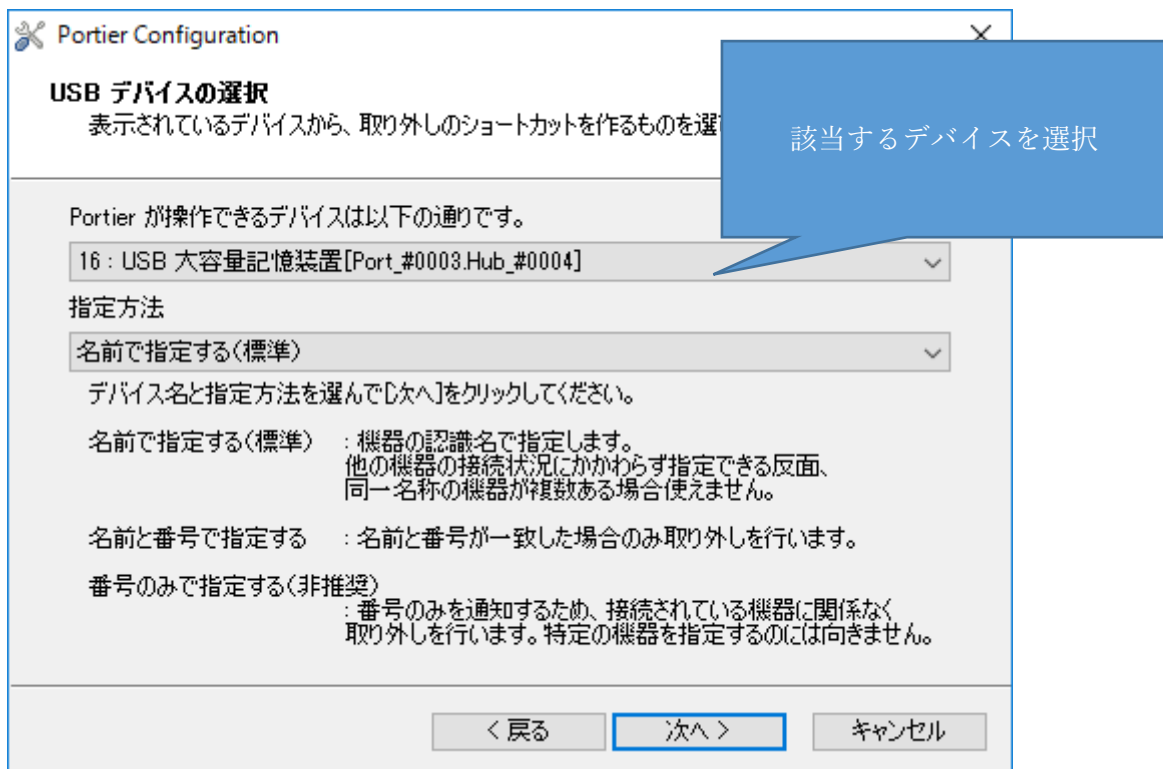 Portier Configuration
USB デバイスの選択
表示されているデバイスから、取り外しのショートカットを作るものを選
該当するデバイスを選択
Portier が操作できるデバイスは以下の通りです。
16 : USB 大容量記憶装置[Port_#0003.Hub_#0004]
指定方法
名前で指定する(標準)
デバイス名と指定方法を選んで[次へ]をクリックしてください。
名前で指定する(標準) : 機器の認識名で指定します。
他の機器の接続状況にかかわらず指定できる反面、
同一名称の機器が複数ある場合使えません。
名前と番号で指定する : 名前と番号が一致した場合のみ取り外しを行います。
番号のみで指定する(非推奨)
: 番号のみを通知するため、接続されている機器に関係なく
取り外しを行います。特定の機器を指定するのには向きません。
< 戻る 次へ > キャンセル